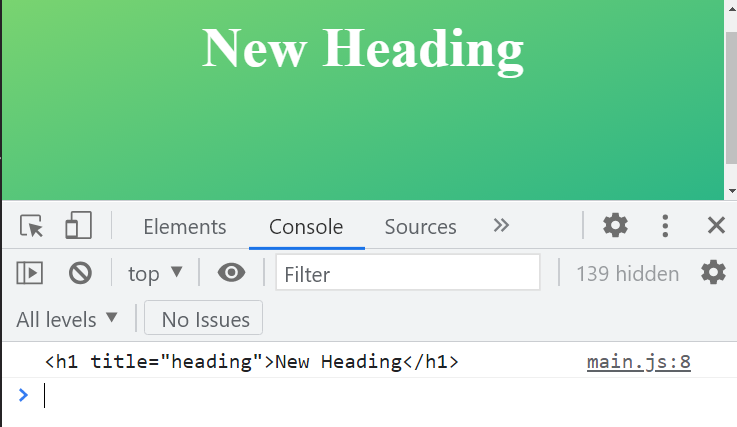 New Heading
Elements Console Sources
top Filter 139 hidden
All levels No Issues
<h1 title="heading">New Heading</h1> main.js:8